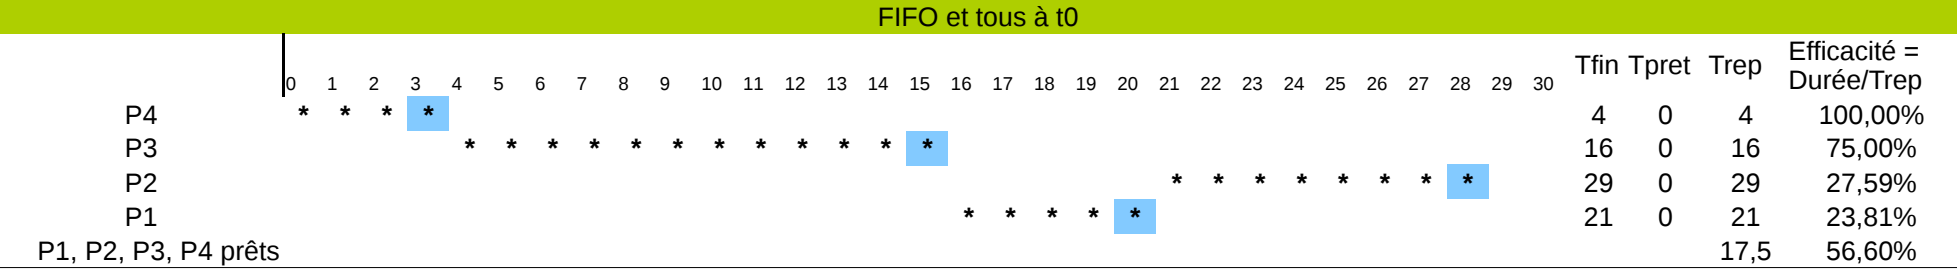 FIFO et tous à t0
Tfin Tpret Trep Efficacité = Durée/Trep
0 1 2 3 4 5 6 7 8 9 10 11 12 13 14 15 16 17 18 19 20 21 22 23 24 25 26 27 28 29 30
P4 * * * * 4 0 4 100,00%
P3 * * * * * * * * * * * * 16 0 16 75,00%
P2 * * * * * * * * 29 0 29 27,59%
P1 * * * * * 21 0 21 23,81%
P1, P2, P3, P4 prêts 17,5 56,60%